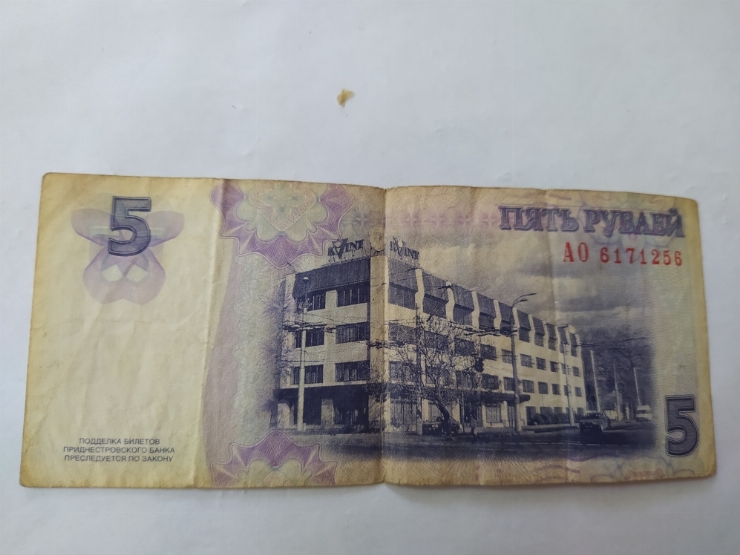 5
ПЯТЬ РУБЛЕЙ
АО 6171256
KVINT KVINT
5
ПОДДЕЛКА БИЛЕТОВ
ПРИДНЕСТРОВСКОГО БАНКА
ПРЕСЛЕДУЕТСЯ ПО ЗАКОНУ